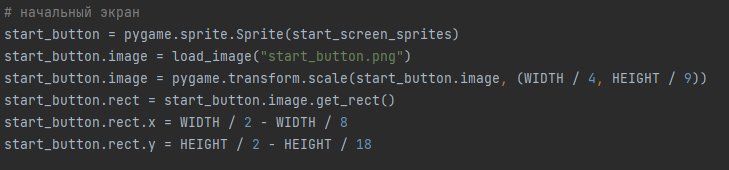 # начальный экран
start_button = pygame.sprite.Sprite(start_screen_sprites)
start_button.image = load_image("start_button.png")
start_button.image = pygame.transform.scale(start_button.image, (WIDTH / 4, HEIGHT / 9))
start_button.rect = start_button.image.get_rect()
start_button.rect.x = WIDTH / 2 - WIDTH / 8
start_button.rect.y = HEIGHT / 2 - HEIGHT / 18